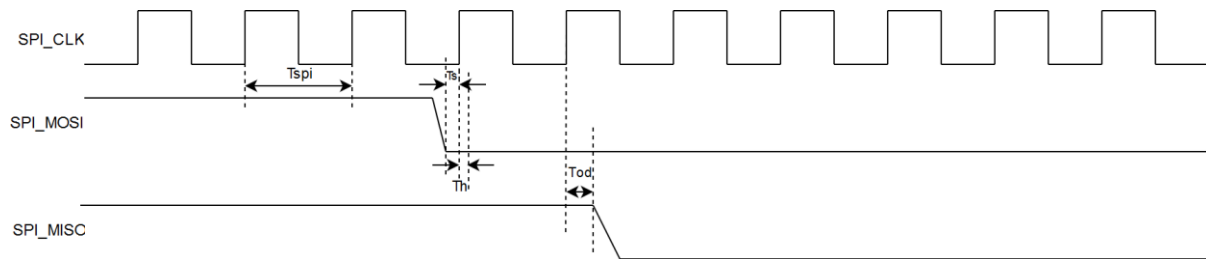 SPI_CLK
Tspi
Ts
SPI_MOSI
Th
Tod
SPI_MISO